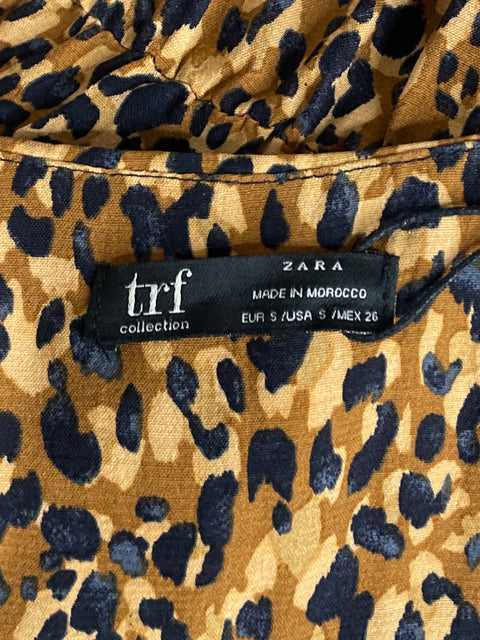 trf
collection
ZARA
MADE IN MOROCCO
EUR S /USA S /MEX 26